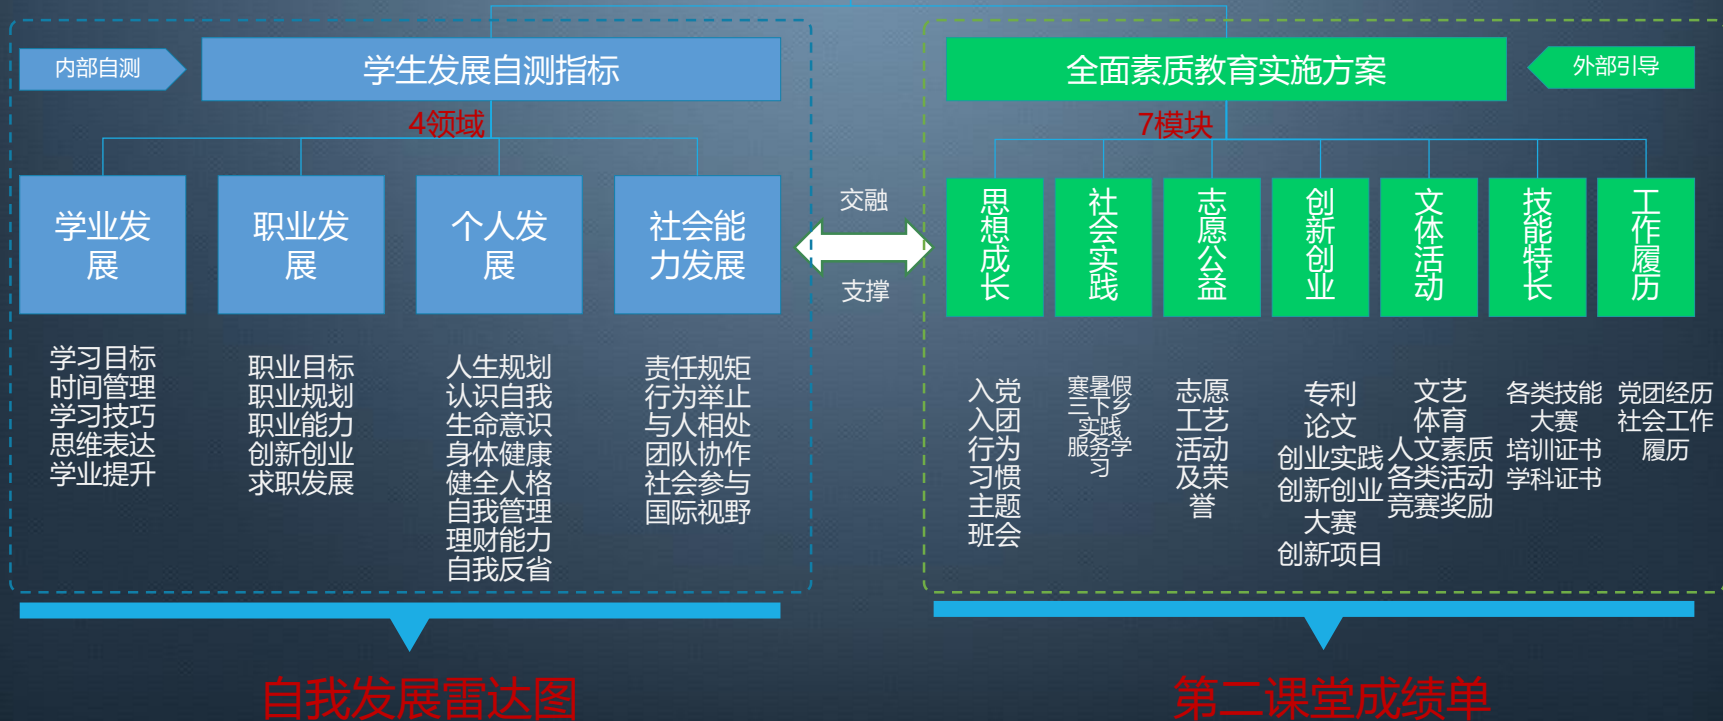 内部自测
学生发展自测指标
4领域
学业发
展
职业发
展
个人发
展
社会能
力发展
学习目标
时间管理
学习技巧
思维表达
学业提升
职业目标
职业规划
职业能力
创新创业
求职发展
人生规划
认识自我
生命意识
身体健康
健全人格
自我管理
理财能力
自我反省
责任规矩
行为举止
与人相处
团队协作
社会参与
国际视野
自我发展雷达图
交融
支撑
全面素质教育实施方案
外部引导
7模块
思想成长
社会实践
志愿公益
创新创业
文体活动
技能特长
工作履历
入党
入团
行为
习惯
主题
班会
寒暑假
三下乡
实践
服务学
习
志愿
工艺
活动
及荣
誉
专利
论文
创业实践
创新创业
大赛
创新项目
文艺
体育
人文素质
各类活动
竞赛奖励
各类技能
大赛
培训证书
学科证书
党团经历
社会工作
履历
第二课堂成绩单